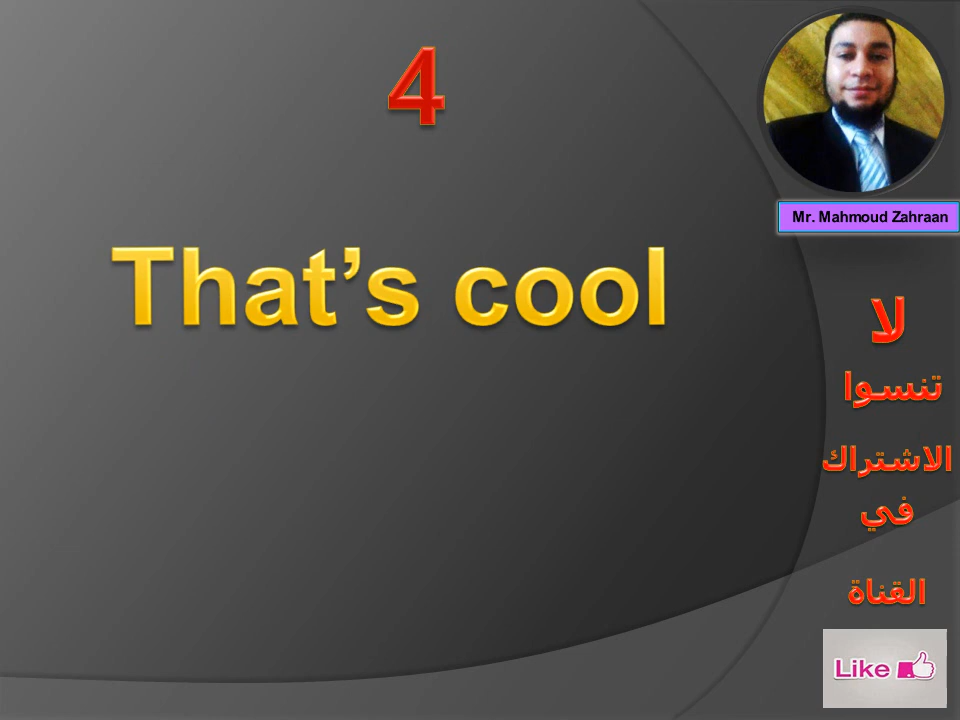 4
That’s cool
Mr. Mahmoud Zahraan
لا
تنسوا
الاشتراك
في
القناة
Like